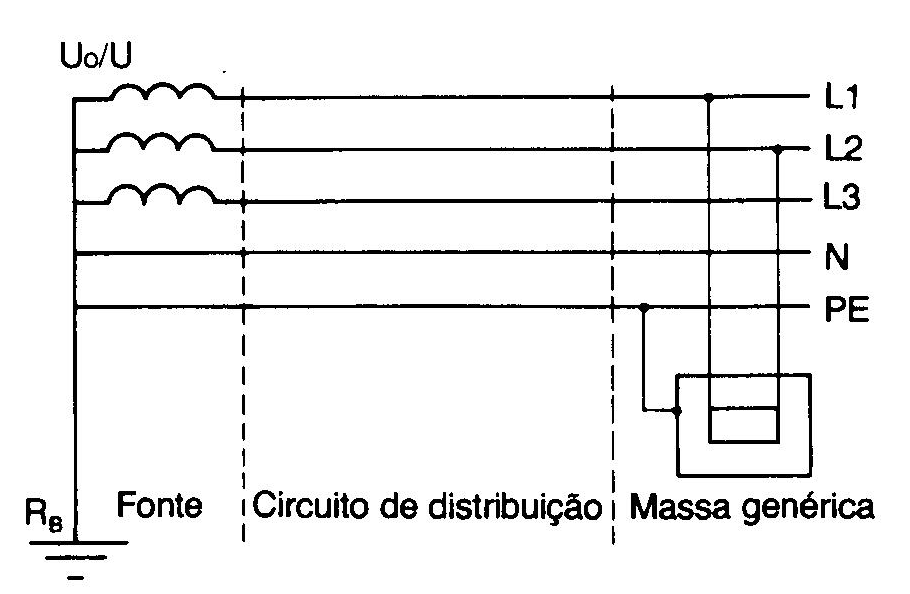 Uo/U
L1
L2
L3
N
PE
RB Fonte Circuito de distribuição Massa genérica